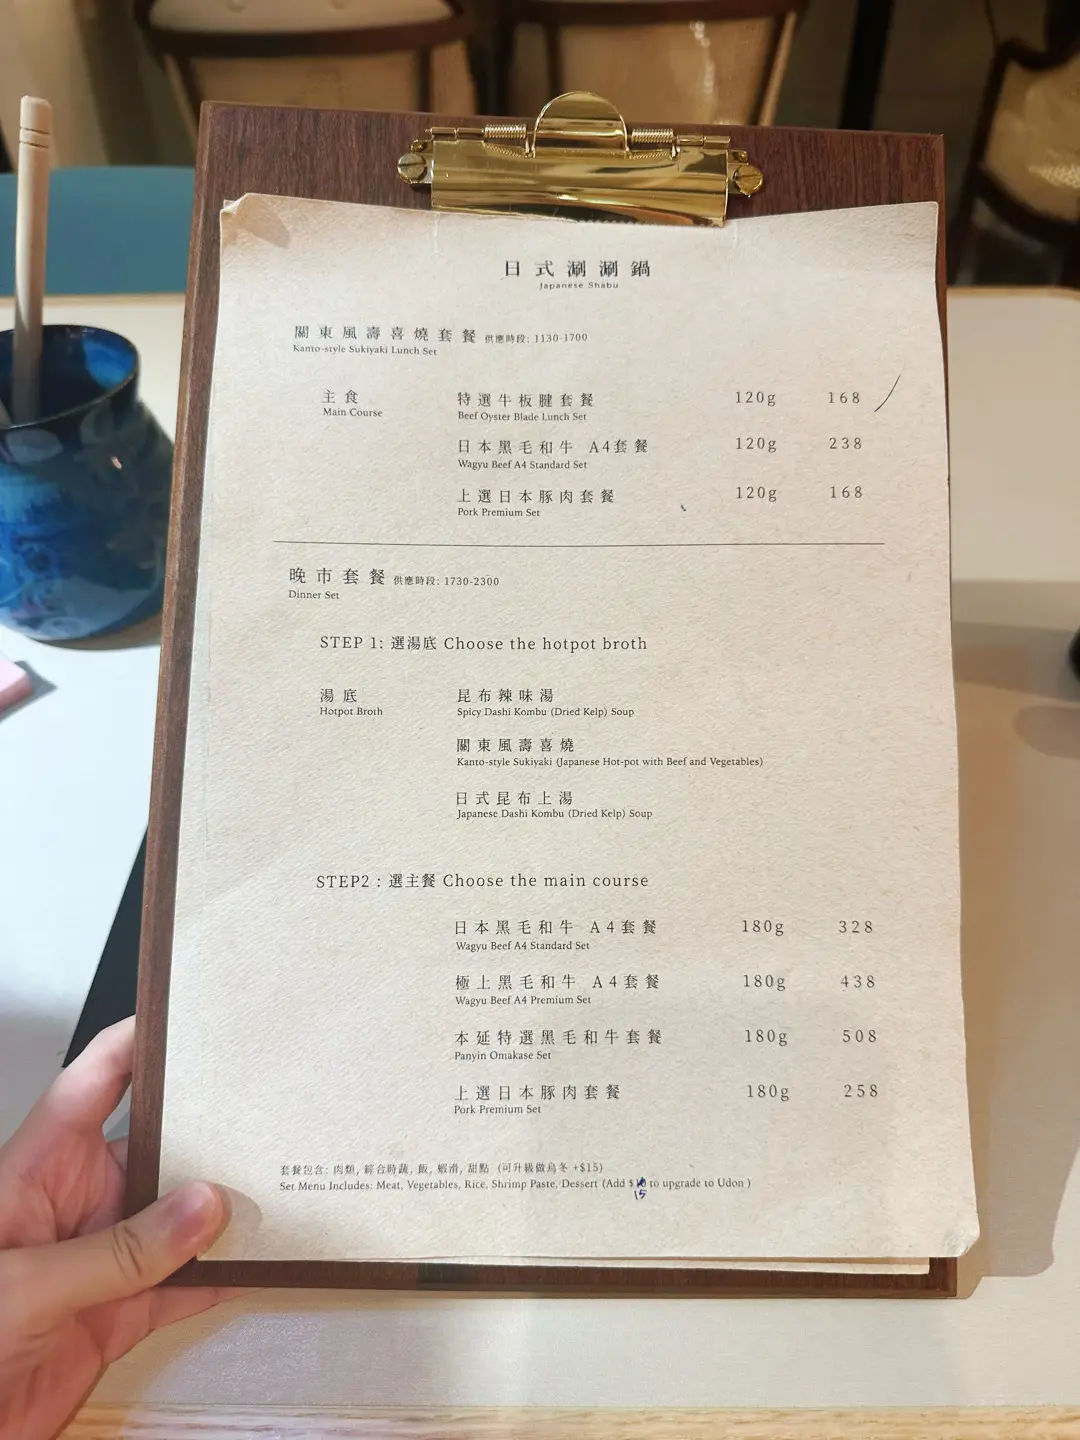 日式涮涮鍋
Japanese Shabu
關東風壽喜燒套餐 供應時段: 1130-1700
Kanto-style Sukiyaki Lunch Set
主食 特選牛板腱套餐 120g 168
Main Course Beef Oyster Blade Lunch Set
日本黑毛和牛 A4套餐 120g 238
Wagyu Beef A4 Standard Set
上選日本豚肉套餐 120g 168
Pork Premium Set
晚市套餐 供應時段: 1730-2300
Dinner Set
STEP 1: 選湯底 Choose the hotpot broth
湯底 昆布辣味湯
Hotpot Broth Spicy Dashi Kombu (Dried Kelp) Soup
關東風壽喜燒
Kanto-style Sukiyaki (Japanese Hot-pot with Beef and Vegetables)
日式昆布上湯
Japanese Dashi Kombu (Dried Kelp) Soup
STEP2 : 選主餐 Choose the main course
日本黑毛和牛 A4套餐 180g 328
Wagyu Beef A4 Standard Set
極上黑毛和牛 A4套餐 180g 438
Wagyu Beef A4 Premium Set
本延特選黑毛和牛套餐 180g 508
Panyin Omakase Set
上選日本豚肉套餐 180g 258
Pork Premium Set
套餐包含: 肉類, 綜合時蔬, 飯, 蝦滑, 甜點 (可升級做烏冬 +$15)
Set Menu Includes: Meat, Vegetables, Rice, Shrimp Paste, Dessert (Add $ to upgrade to Udon )
15